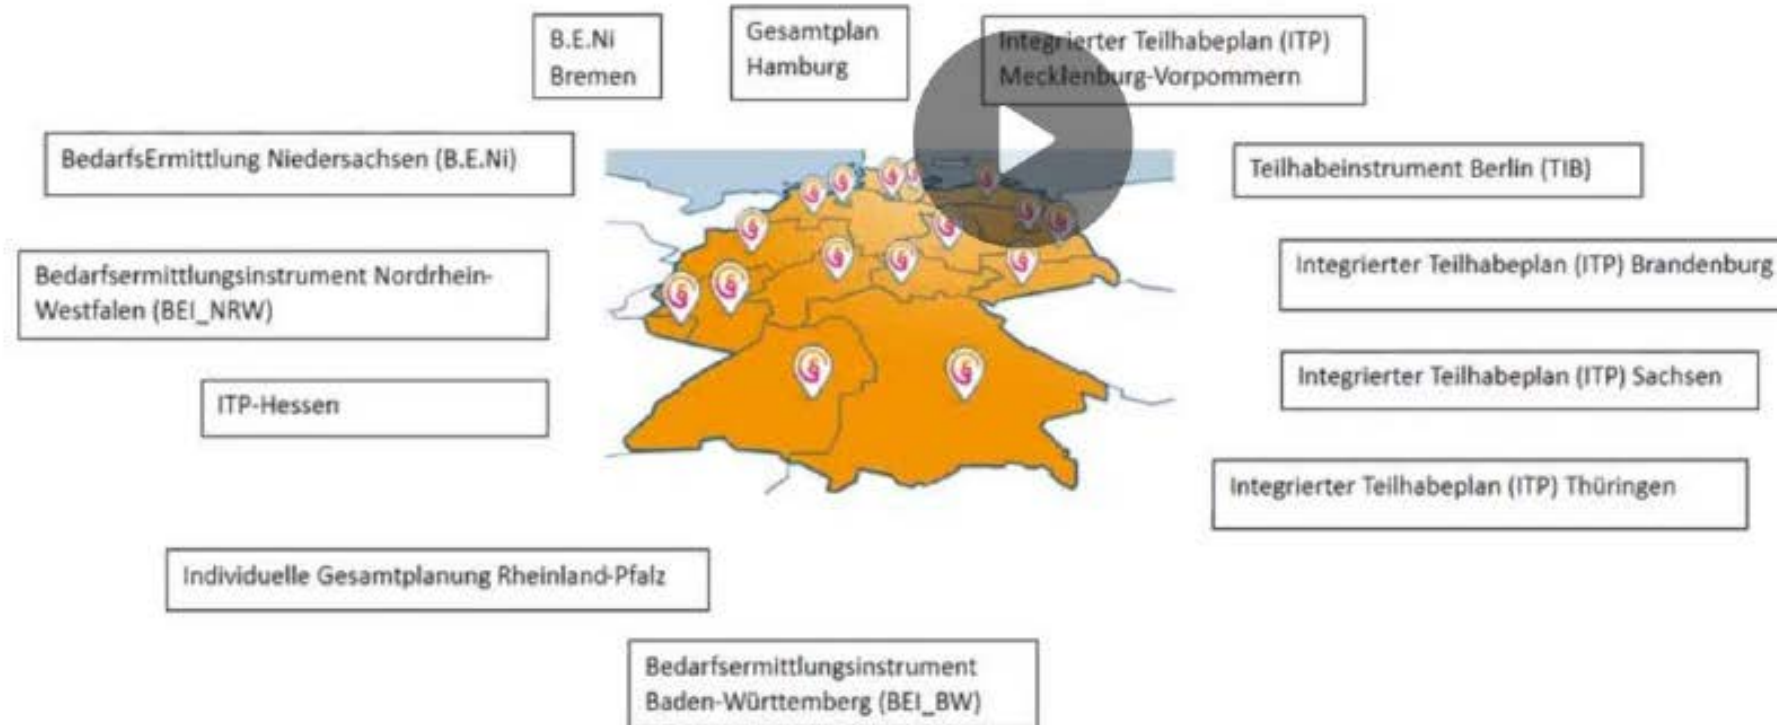 B.E.Ni
Bremen
Gesamtplan
Hamburg
Integrierter Teilhabeplan (ITP)
Mecklenburg-Vorpommern
BedarfsErmittlung Niedersachsen (B.E.Ni)
Teilhabeinstrument Berlin (TIB)
Bedarfsermittlungsinstrument Nordrhein-
Westfalen (BEI_NRW)
Integrierter Teilhabeplan (ITP) Brandenburg
ITP-Hessen
Integrierter Teilhabeplan (ITP) Sachsen
Integrierter Teilhabeplan (ITP) Thüringen
Individuelle Gesamtplanung Rheinland-Pfalz
Bedarfsermittlungsinstrument
Baden-Württemberg (BEI_BW)